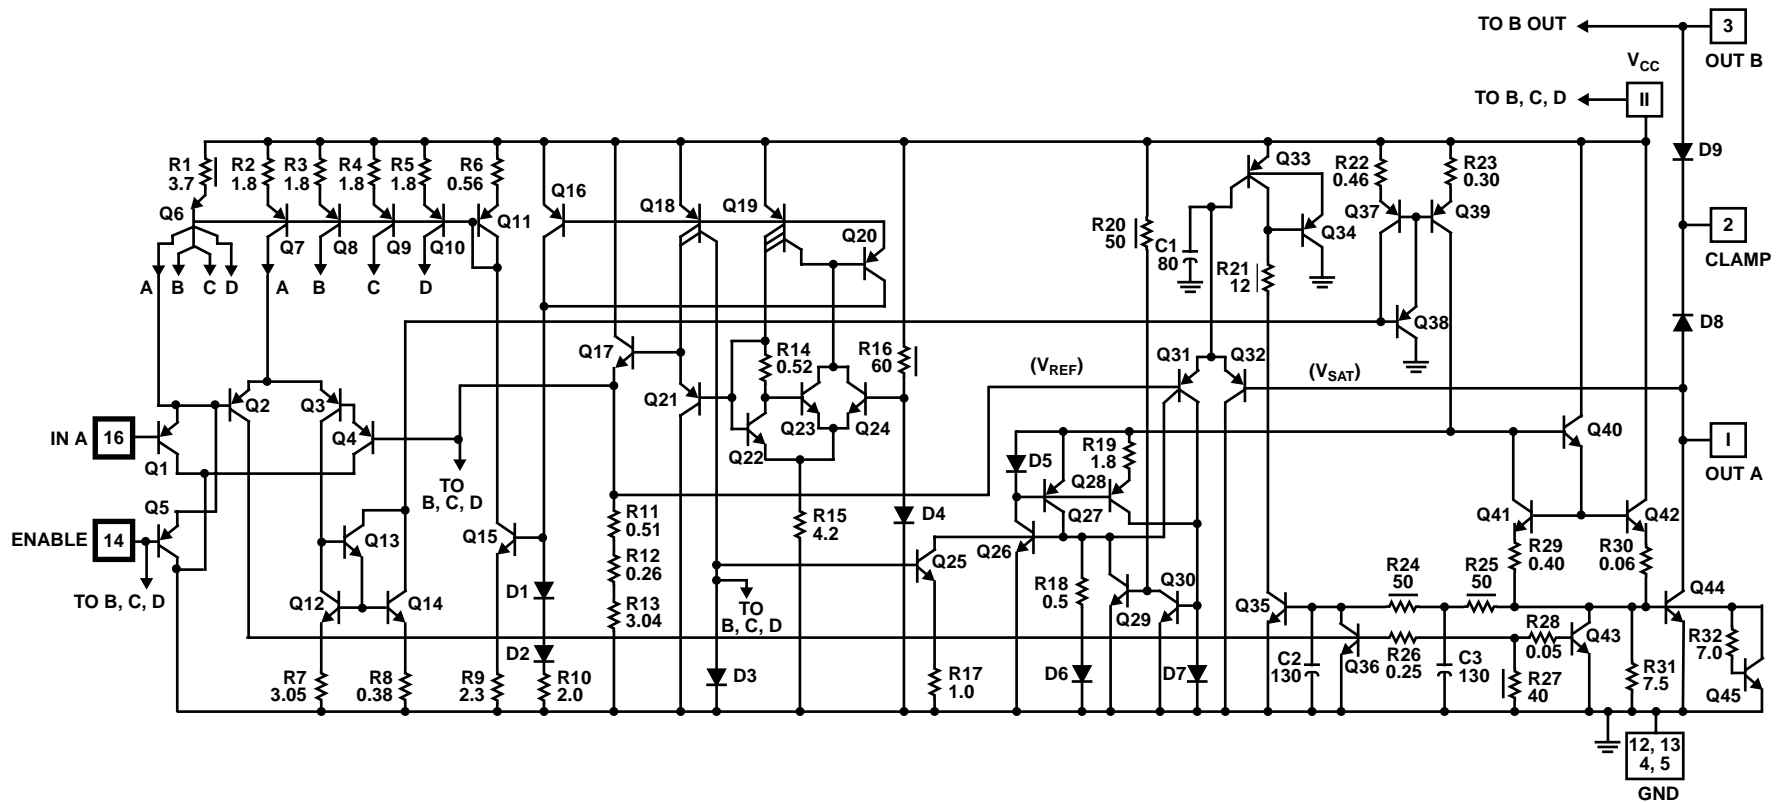 TO B OUT
3
OUT B
VCC
TO B, C, D
II
D9
2
CLAMP
D8
I
OUT A
R1
3.7
R2
1.8
R3
1.8
R4
1.8
R5
1.8
R6
0.56
Q16
Q6
Q7
Q8
Q9
Q10
Q11
Q18
Q19
Q20
A
B
C
D
A
B
C
D
R20
50
C1
80
Q33
Q34
R21
12
R22
0.46
R23
0.30
Q37
Q39
Q38
Q17
R14
0.52
R16
60
Q21
Q23
Q24
Q22
(VREF)
Q31
Q32
(VSAT)
IN A
16
Q1
Q2
Q3
Q4
TO
B, C, D
Q5
ENABLE
14
TO B, C, D
Q13
Q12
Q14
Q15
D1
D2
R7
3.05
R8
0.38
R9
2.3
R10
2.0
R11
0.51
R12
0.26
R13
3.04
R15
4.2
D4
TO
B, C, D
D3
Q25
R17
1.0
D5
R19
1.8
Q28
Q27
Q26
R18
0.5
Q29
Q30
D6
D7
Q40
Q41
Q42
R29
0.40
R30
0.06
R24
50
R25
50
Q35
Q36
C2
130
R26
0.25
C3
130
R28
0.05
R27
40
Q43
R31
7.5
Q44
R32
7.0
Q45
12, 13
4, 5
GND